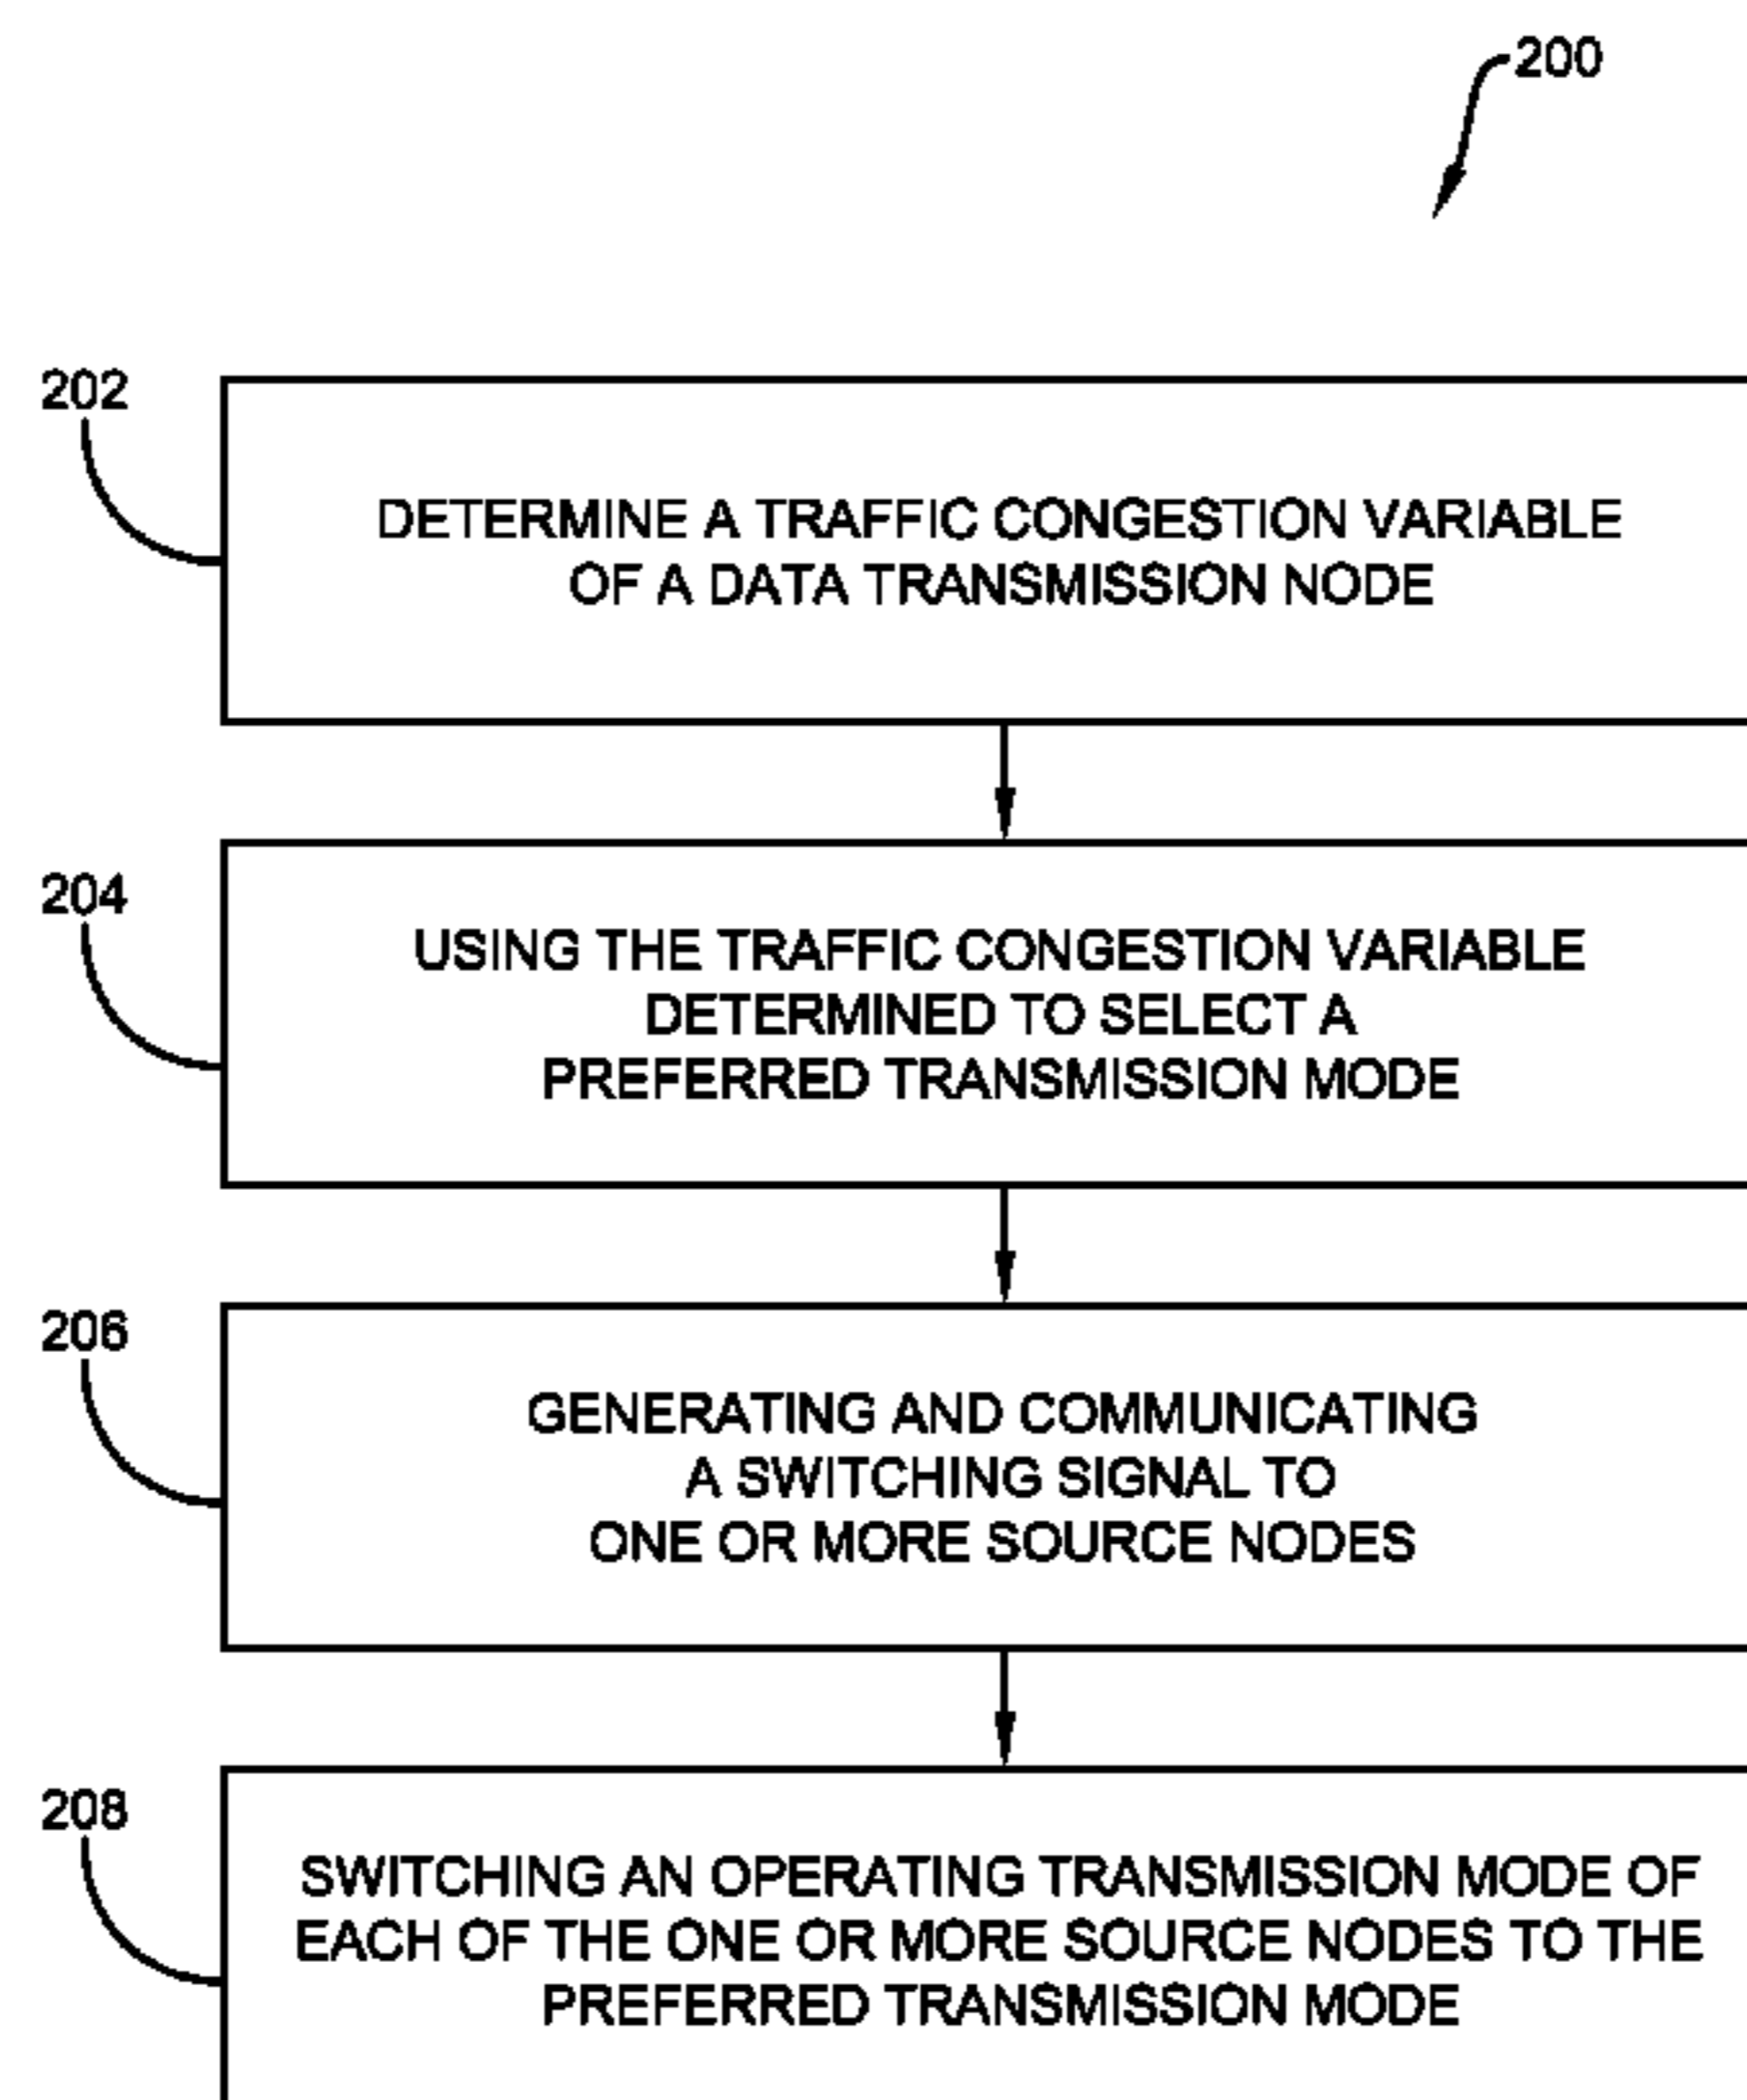 200
202
DETERMINE A TRAFFIC CONGESTION VARIABLE
OF A DATA TRANSMISSION NODE
204
USING THE TRAFFIC CONGESTION VARIABLE
DETERMINED TO SELECT A
PREFERRED TRANSMISSION MODE
206
GENERATING AND COMMUNICATING
A SWITCHING SIGNAL TO
ONE OR MORE SOURCE NODES
208
SWITCHING AN OPERATING TRANSMISSION MODE OF
EACH OF THE ONE OR MORE SOURCE NODES TO THE
PREFERRED TRANSMISSION MODE